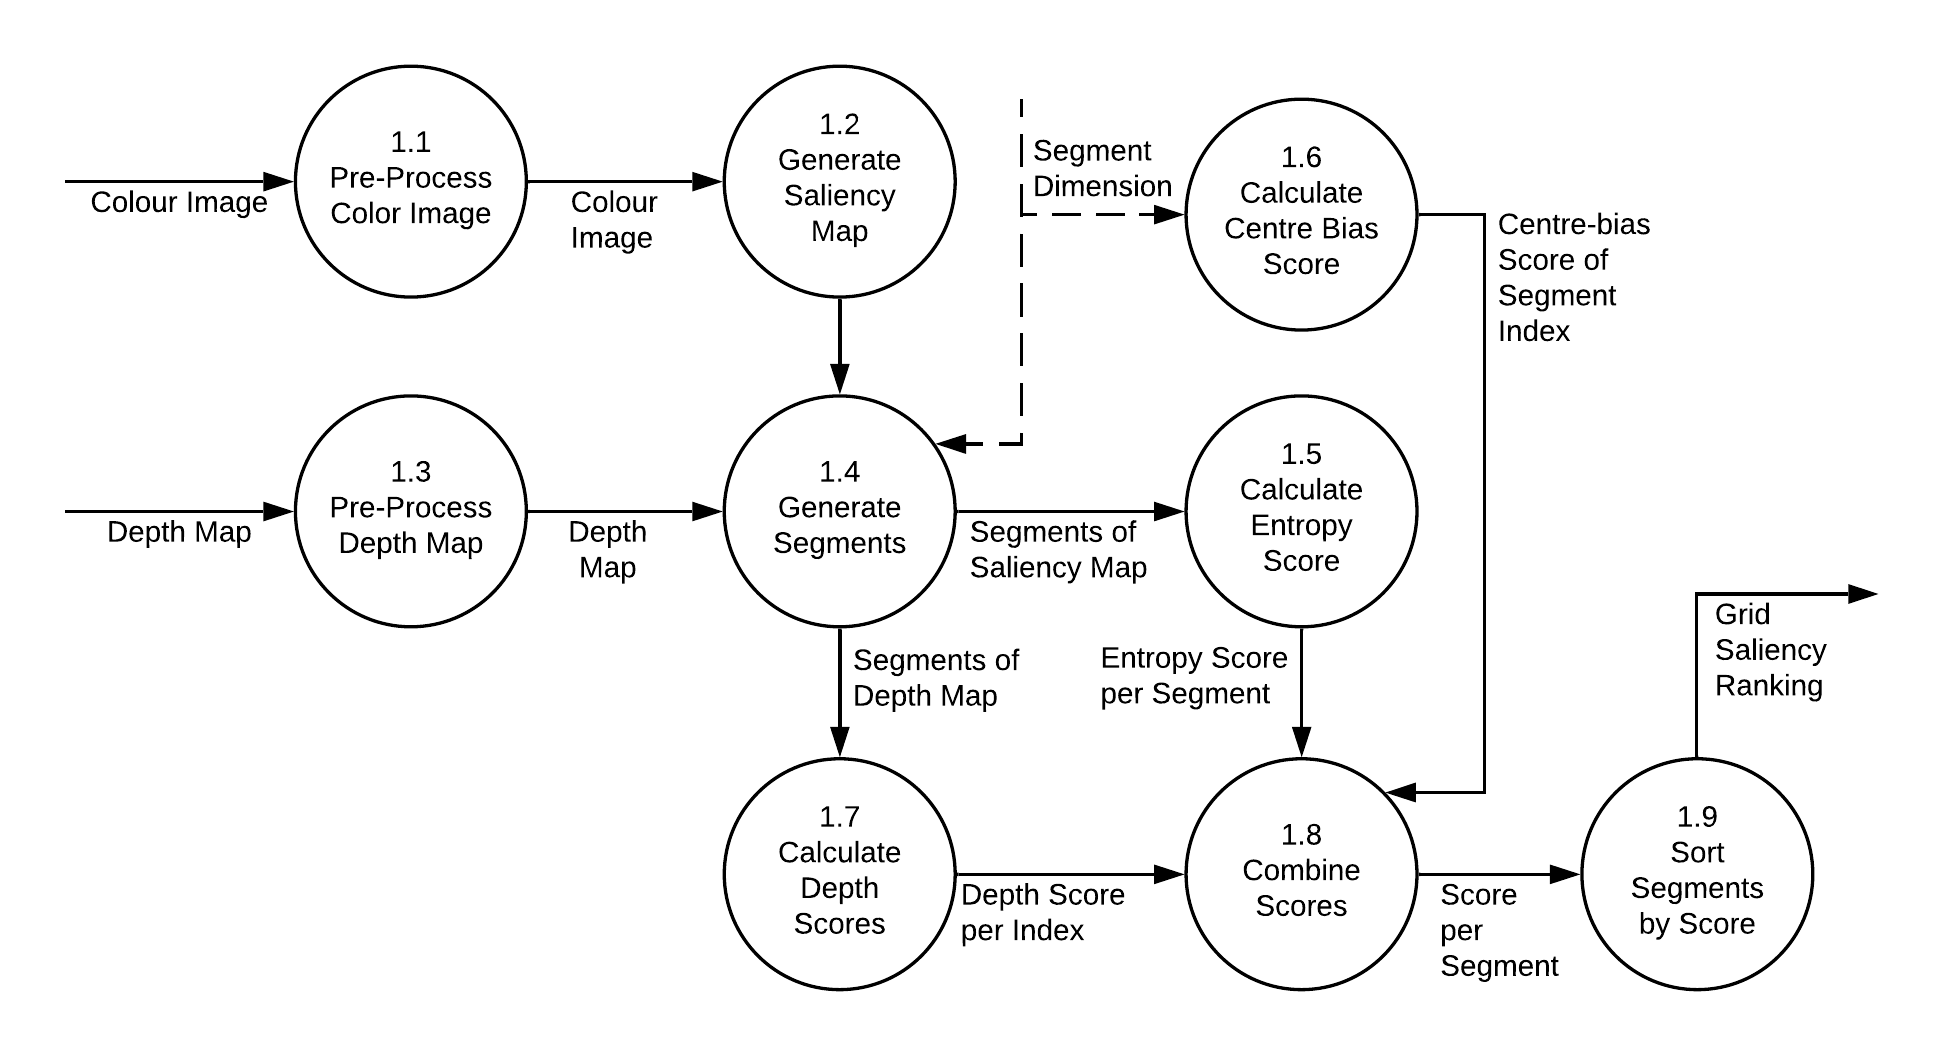 1.1
Pre-Process
Color Image
1.2
Generate
Saliency
Map
Segment
Dimension
1.6
Calculate
Centre Bias
Score
Colour Image
Colour
Image
Centre-bias
Score of
Segment
Index
1.3
Pre-Process
Depth Map
1.4
Generate
Segments
1.5
Calculate
Entropy
Score
Depth Map
Depth
Map
Segments of
Saliency Map
Segments of
Depth Map
Entropy Score
per Segment
Grid
Saliency
Ranking
1.7
Calculate
Depth
Scores
1.8
Combine
Scores
1.9
Sort
Segments
by Score
Depth Score
per Index
Score
per
Segment